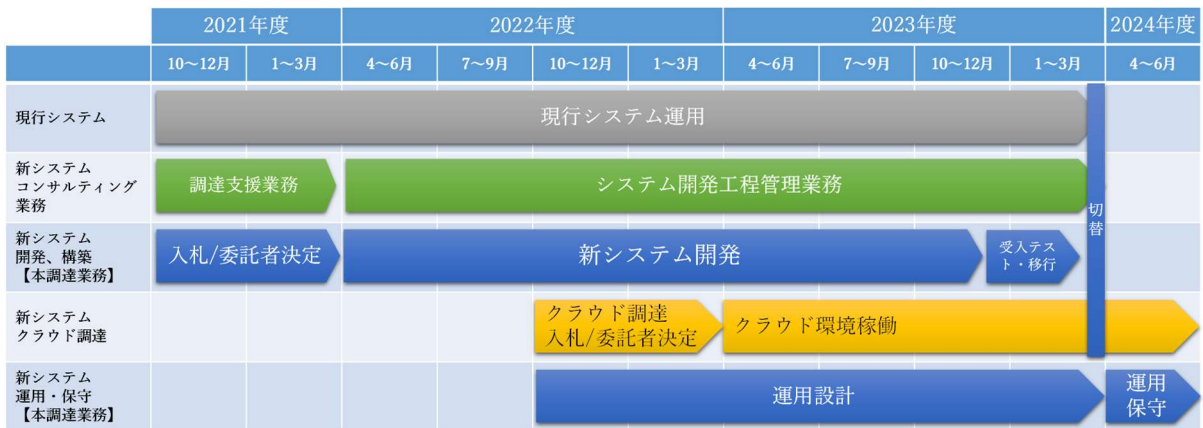 2021年度 2022年度 2023年度 2024年度
10～12月 1～3月 4～6月 7～9月 10～12月 1～3月 4～6月 7～9月 10～12月 1～3月 4～6月
現行システム
現行システム運用
新システム
コンサルティング
業務
調達支援業務
システム開発工程管理業務
切
替
新システム
開発、構築
【本調達業務】
入札/委託者決定
新システム開発
受入テス
ト・移行
新システム
クラウド調達
クラウド調達
入札/委託者決定
クラウド環境稼働
新システム
運用・保守
【本調達業務】
運用設計
運用
保守